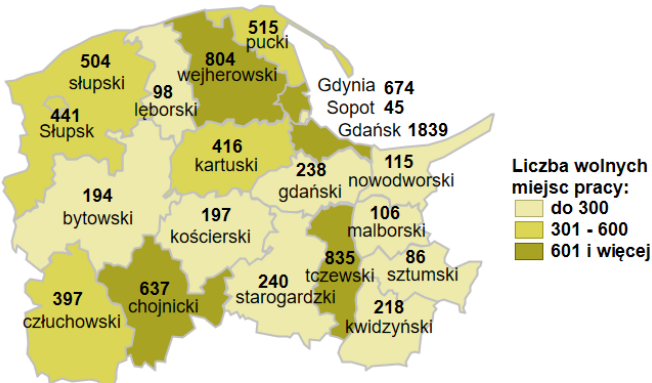 515
pucki
504
słupski
804
wejherowski
98
lęborski
Gdynia 674
Sopot 45
Gdańsk 1839
441
Słupsk
416
kartuski
238
gdański
115
nowodworski
194
bytowski
197
kościerski
106
malborski
86
sztumski
835
tczewski
240
starogardzki
637
chojnicki
397
człuchowski
218
kwidzyński
Liczba wolnych
miejsc pracy:
do 300
301 - 600
601 i więcej